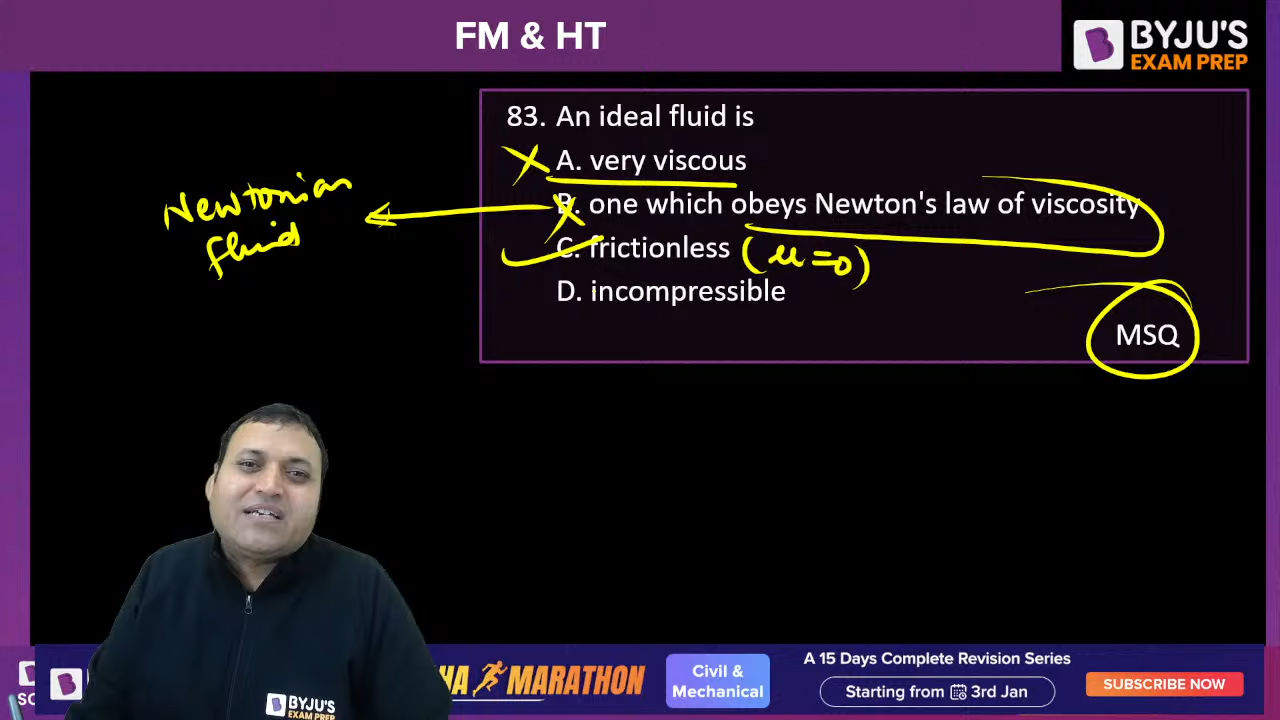 FM & HT
BYJU'S
EXAM PREP
83. An ideal fluid is
A. very viscous
B. one which obeys Newton's law of viscosity
C. frictionless (μ=0)
D. incompressible
MSQ
Newtonian
fluid
BYJU'S
EXAM PREP
HA MARATHON
Civil &
Mechanical
A 15 Days Complete Revision Series
Starting from 3rd Jan
SUBSCRIBE NOW